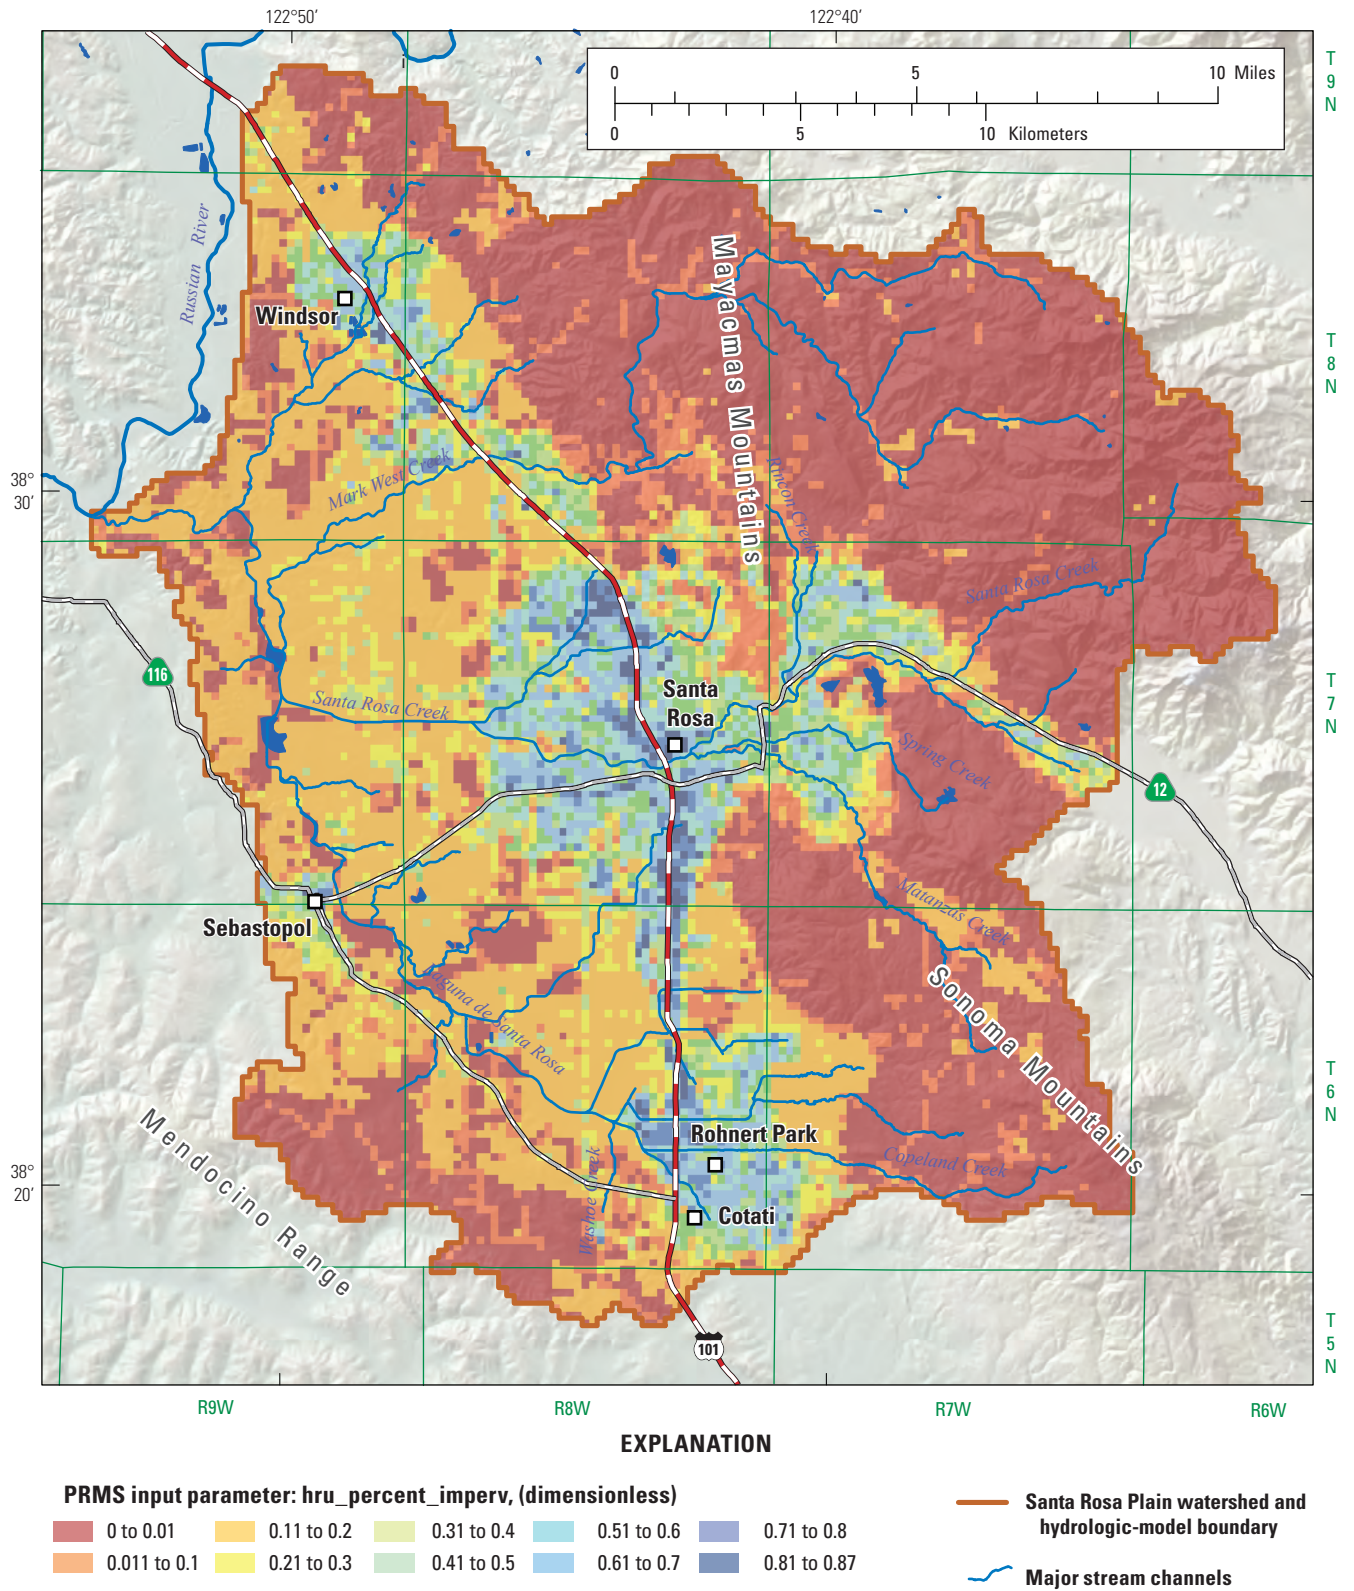 122°50′
122°40′
0 5 10 Miles
0 5 10 Kilometers
T
9
N
Russian River
Windsor
Mayacmas Mountains
T
8
N
38°
30′
Mark West Creek
Rincon Creek
Santa Rosa Creek
116
Santa Rosa Creek
Santa
Rosa
T
7
N
Spring Creek
12
Matanzas Creek
Sebastopol
Laguna de Santa Rosa
Sonoma Mountains
T
6
N
Mendocino Range
Rohnert Park
Copeland Creek
38°
20′
Washoe Creek
Cotati
T
5
N
101
R9W
R8W
R7W
R6W
EXPLANATION
PRMS input parameter: hru_percent_imperv, (dimensionless)
0 to 0.01
0.11 to 0.2
0.31 to 0.4
0.51 to 0.6
0.71 to 0.8
0.011 to 0.1
0.21 to 0.3
0.41 to 0.5
0.61 to 0.7
0.81 to 0.87
Santa Rosa Plain watershed and
hydrologic-model boundary
Major stream channels